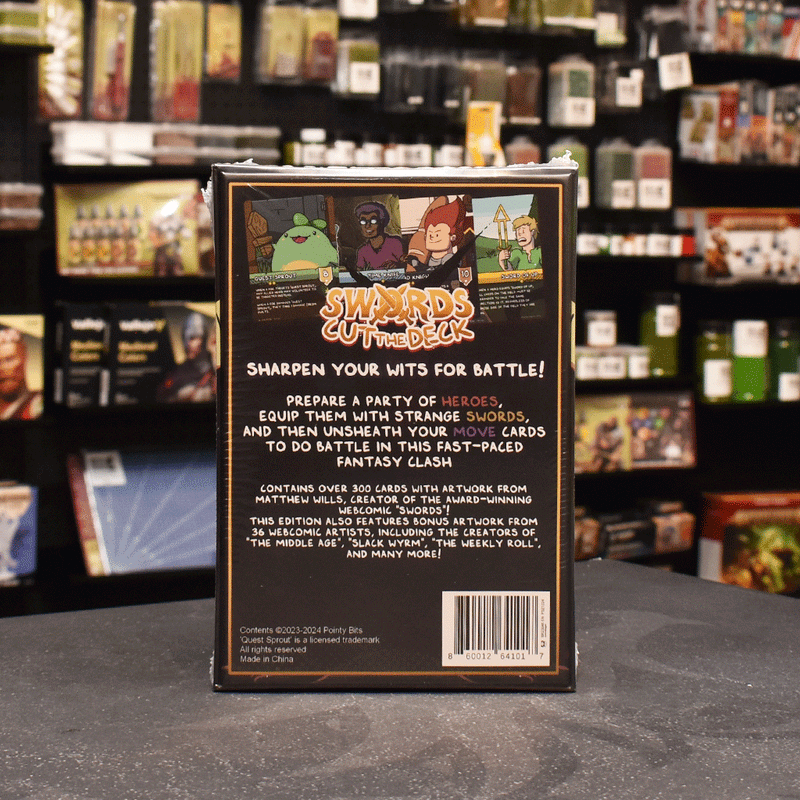 QUEST SPROUT
6
10
SWORDS
CUT THE DECK
SHARPEN YOUR WITS FOR BATTLE!
PREPARE A PARTY OF HEROES,
EQUIP THEM WITH STRANGE SWORDS,
AND THEN UNSHEATH YOUR MOVE CARDS
TO DO BATTLE IN THIS FAST-PACED
FANTASY CLASH
CONTAINS OVER 300 CARDS WITH ARTWORK FROM
MATTHEW WILLS, CREATOR OF THE AWARD-WINNING
WEBCOMIC "SWORDS"!
THIS EDITION ALSO FEATURES BONUS ARTWORK FROM
36 WEBCOMIC ARTISTS, INCLUDING THE CREATORS OF
"THE MIDDLE AGE", "SLACK WYRM", "THE WEEKLY ROLL",
AND MANY MORE!
Contents ©2023-2024 Pointy Bits
'Quest Sprout' is a licensed trademark
All rights reserved
Made in China
8 60012 64101 7